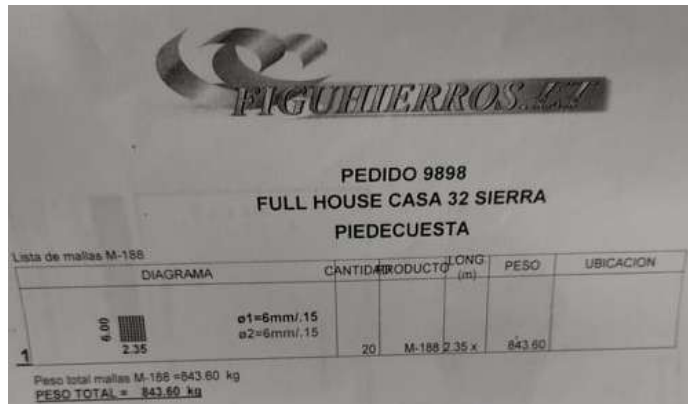 FIGUHIERROS
PEDIDO 9898
FULL HOUSE CASA 32 SIERRA
PIEDECUESTA
Lista de mallas M-188
DIAGRAMA CANTIDAD PRODUCTO LONG (m) PESO UBICACION
6.00 ø1=6mm/.15
ø2=6mm/.15
1 2.35 20 M-188 2.35 x 843.60
Peso total mallas M-188 =843.60 kg
PESO TOTAL = 843.60 kg